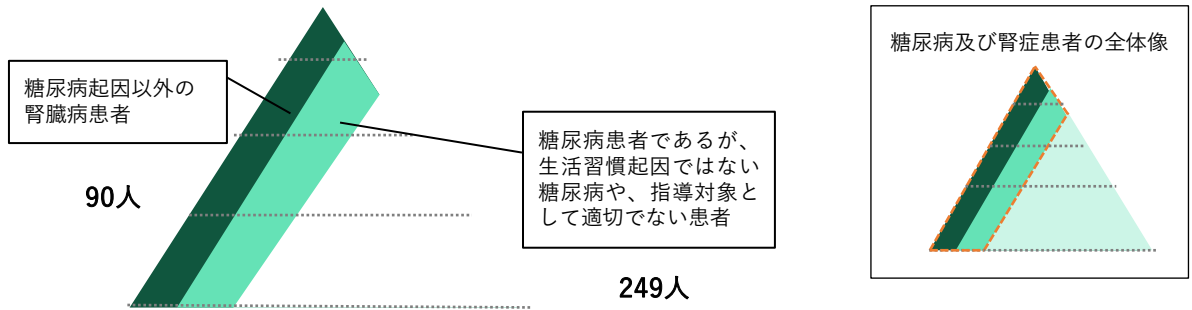 糖尿病起因以外の
腎臓病患者
90人
糖尿病患者であるが、
生活習慣起因ではない
糖尿病や、指導対象と
して適切でない患者
249人
糖尿病及び腎症患者の全体像